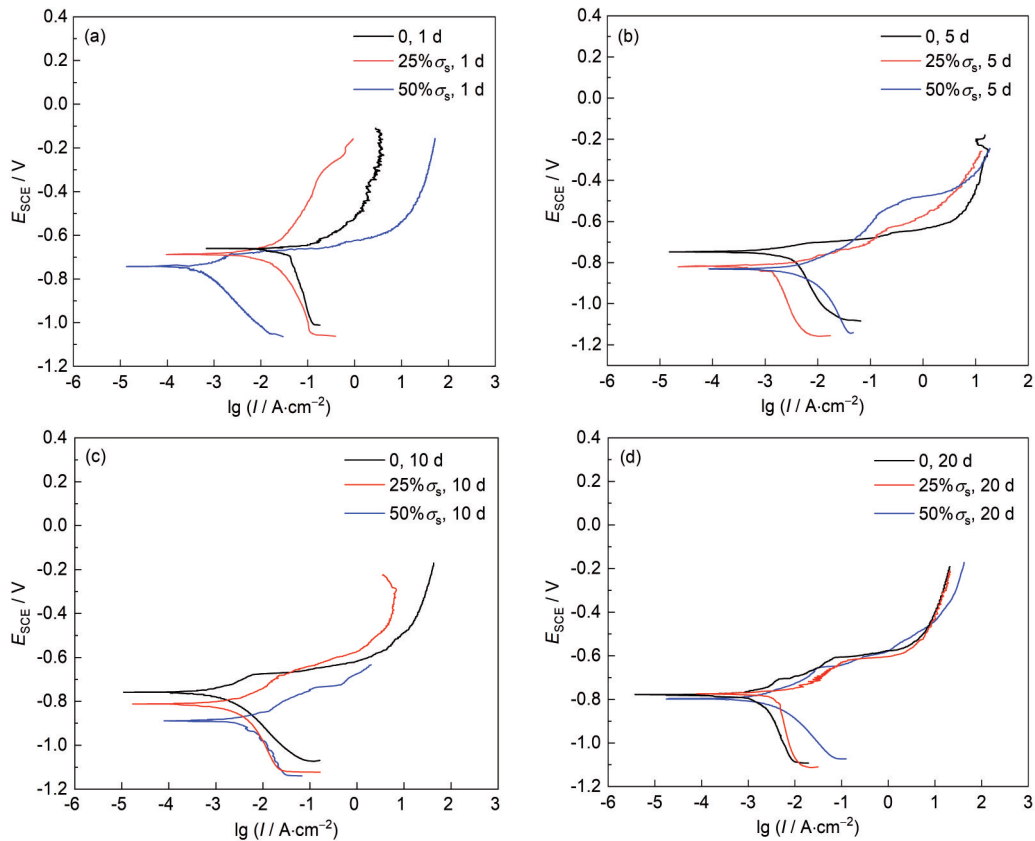 (a)
0, 1 d
25%σs, 1 d
50%σs, 1 d
0.4
0.2
0.0
-0.2
-0.4
-0.6
-0.8
-1.0
-1.2
ESCE / V
-6 -5 -4 -3 -2 -1 0 1 2 3
lg (I / A·cm−2)
(b)
0, 5 d
25%σs, 5 d
50%σs, 5 d
0.4
0.2
0.0
-0.2
-0.4
-0.6
-0.8
-1.0
-1.2
ESCE / V
-6 -5 -4 -3 -2 -1 0 1 2 3
lg (I / A·cm−2)
(c)
0, 10 d
25%σs, 10 d
50%σs, 10 d
0.4
0.2
0.0
-0.2
-0.4
-0.6
-0.8
-1.0
-1.2
ESCE / V
-6 -5 -4 -3 -2 -1 0 1 2 3
lg (I / A·cm−2)
(d)
0, 20 d
25%σs, 20 d
50%σs, 20 d
0.4
0.2
0.0
-0.2
-0.4
-0.6
-0.8
-1.0
-1.2
ESCE / V
-6 -5 -4 -3 -2 -1 0 1 2 3
lg (I / A·cm−2)